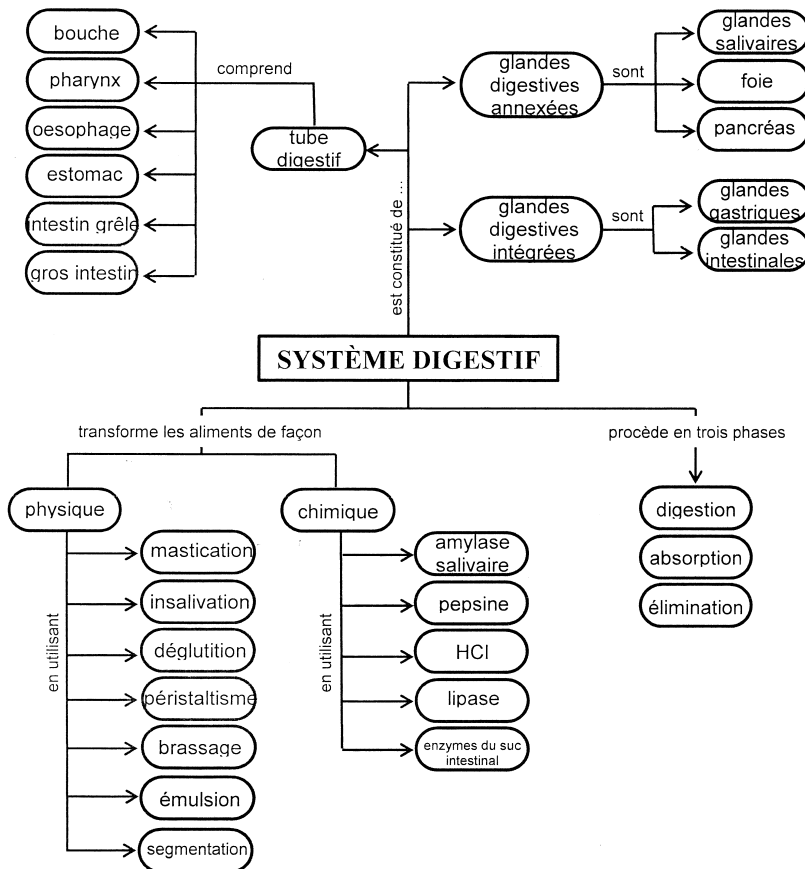 bouche
pharynx
oesophage
estomac
intestin grêle
gros intestin
comprend
tube
digestif
glandes
digestives
annexées
sont
glandes
salivaires
foie
pancréas
glandes
digestives
intégrées
sont
glandes
gastriques
glandes
intestinales
est constitué de ...
SYSTÈME DIGESTIF
transforme les aliments de façon
physique
en utilisant
mastication
insalivation
déglutition
péristaltisme
brassage
émulsion
segmentation
chimique
en utilisant
amylase
salivaire
pepsine
HCl
lipase
enzymes du suc
intestinal
procède en trois phases
digestion
absorption
élimination